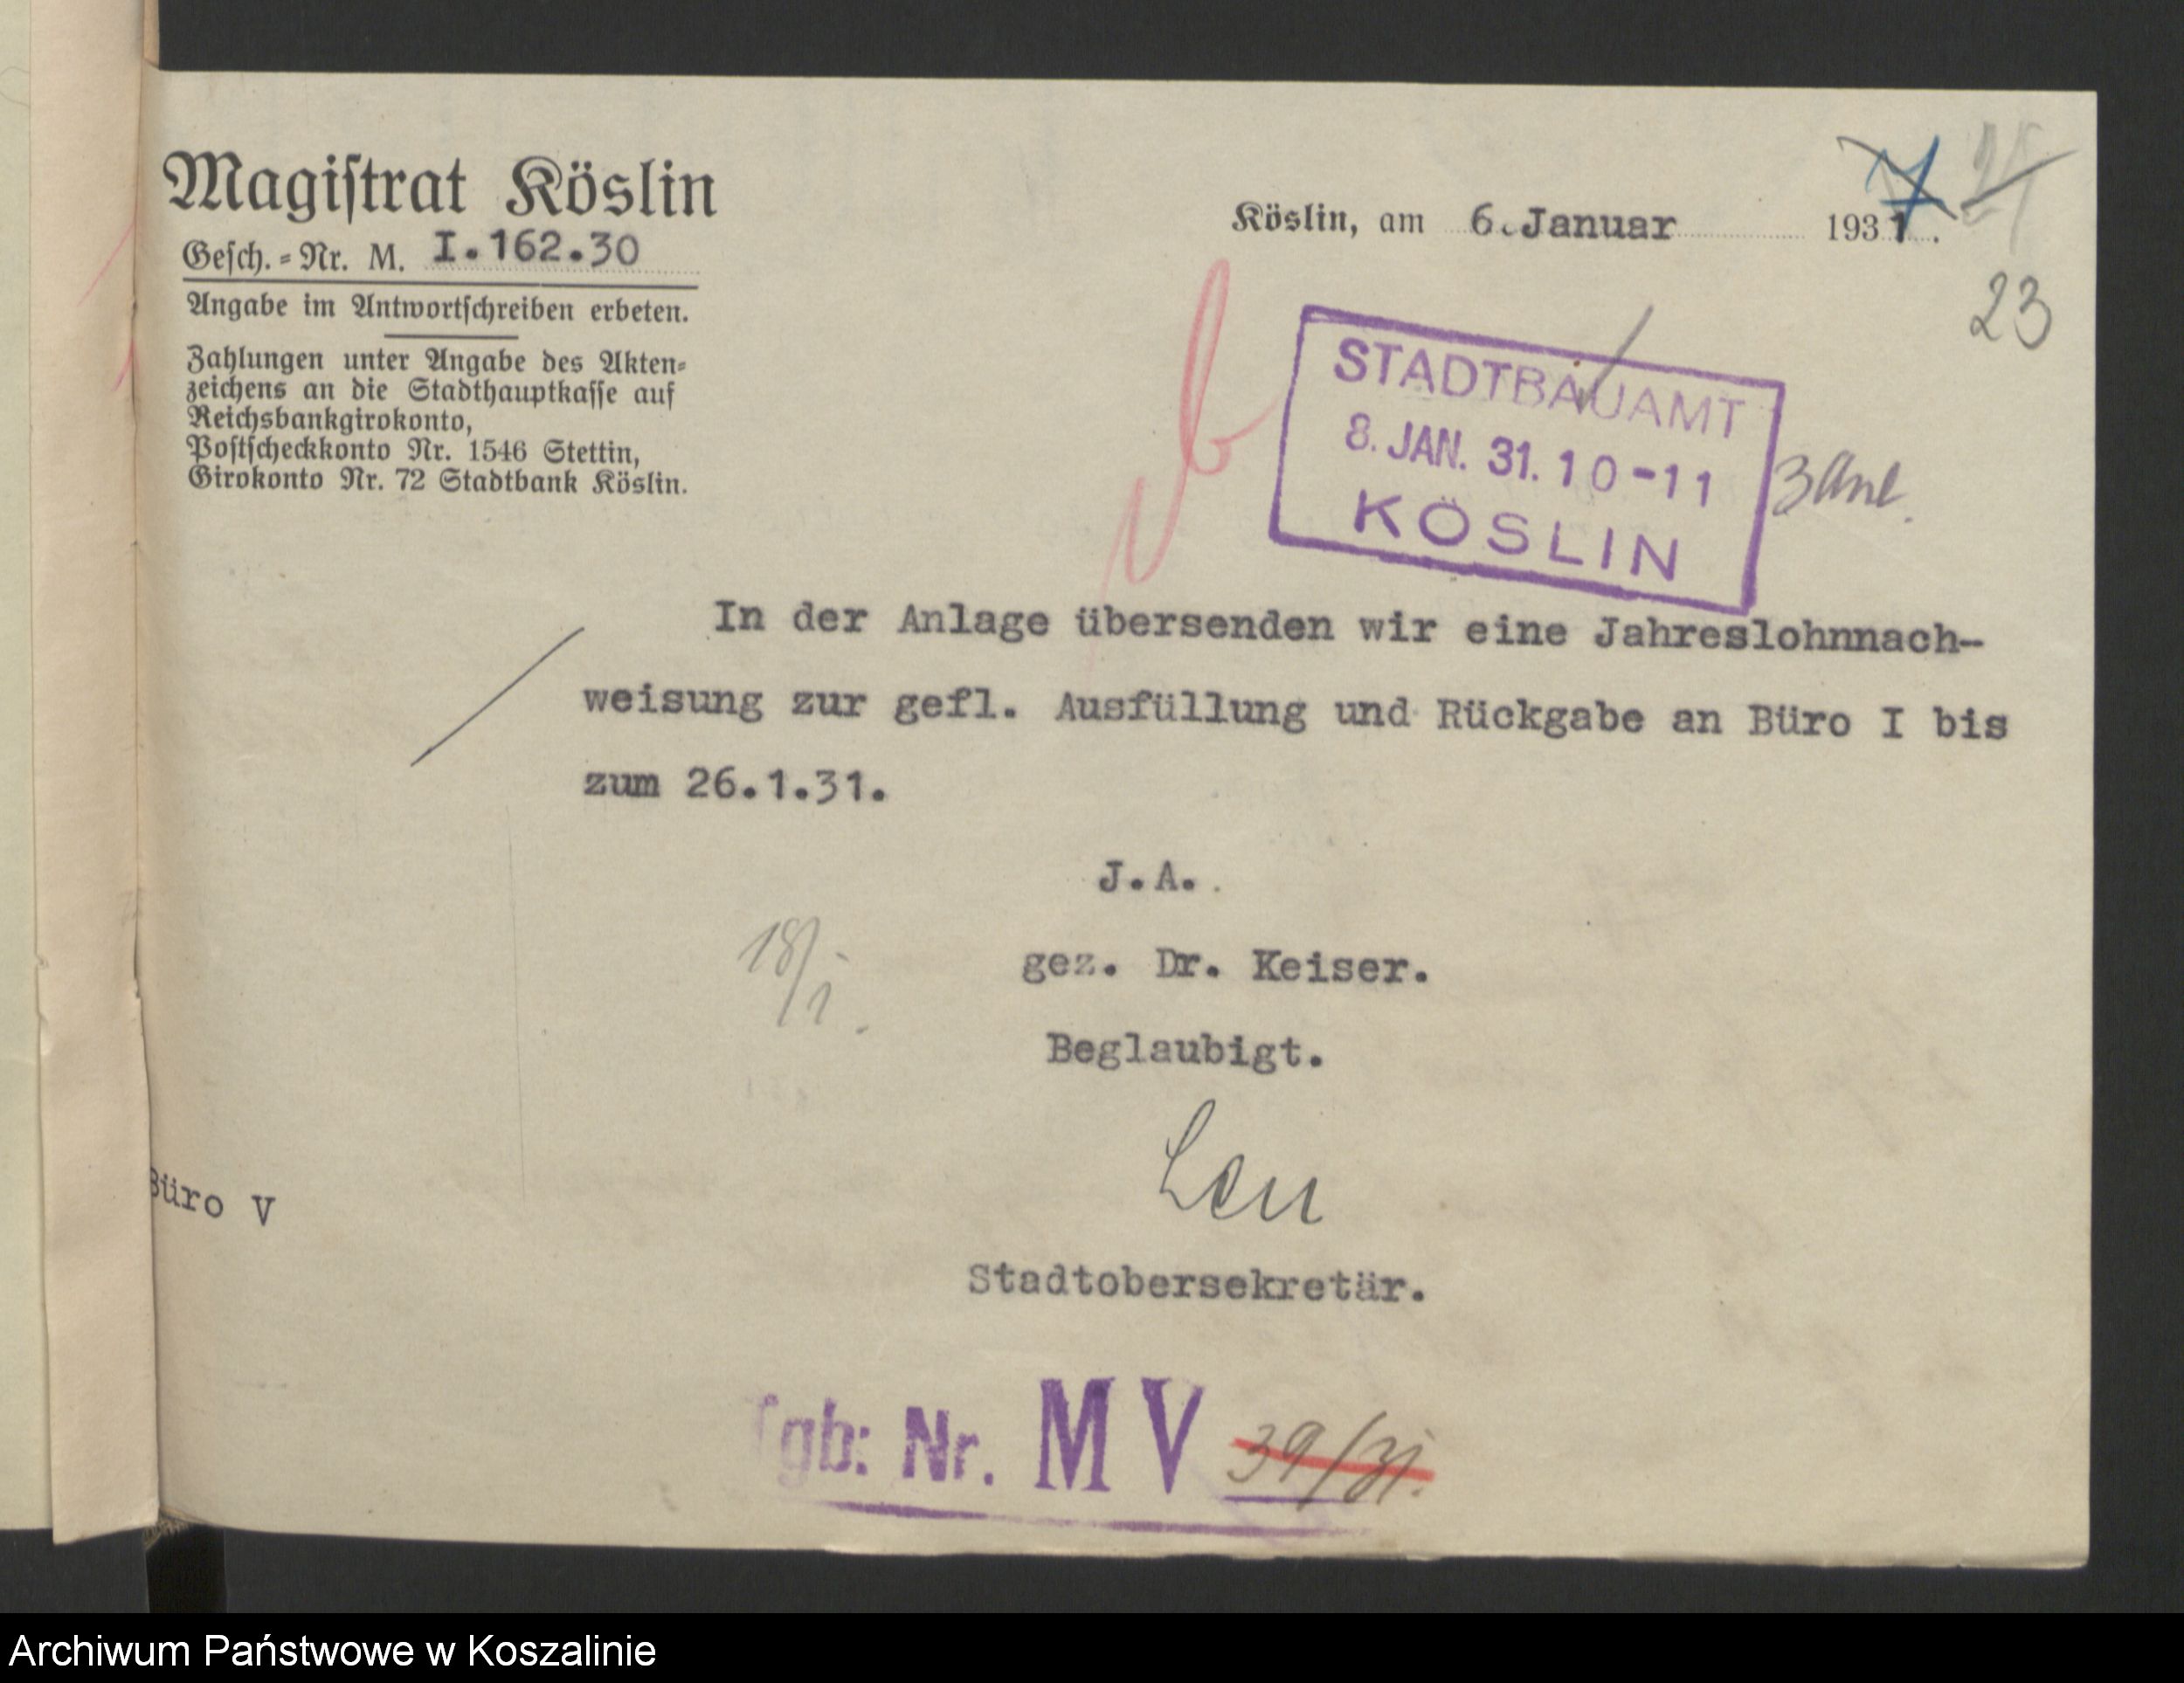 Magistrat Köslin
Gesch.-Nr. M. I.162.30
Angabe im Antwortschreiben erbeten.
Zahlungen unter Angabe des Akten-
zeichens an die Stadthauptkasse auf
Reichsbankgirokonto,
Postscheckkonto Nr. 1546 Stettin,
Girokonto Nr. 72 Stadtbank Köslin.
Köslin, am 6. Januar 1931.
23
STADTBAUAMT
8. JAN. 31. 10-11
KÖSLIN
3 Anl.
In der Anlage übersenden wir eine Jahreslohnnach-
weisung zur gefl. Ausfüllung und Rückgabe an Büro I bis
zum 26.1.31.
J.A.
gez. Dr. Keiser.
18/1.
Beglaubigt.
Büro V
Stadtobersekretär.
Tgb: Nr. M V 39/31.
Archiwum Państwowe w Koszalinie